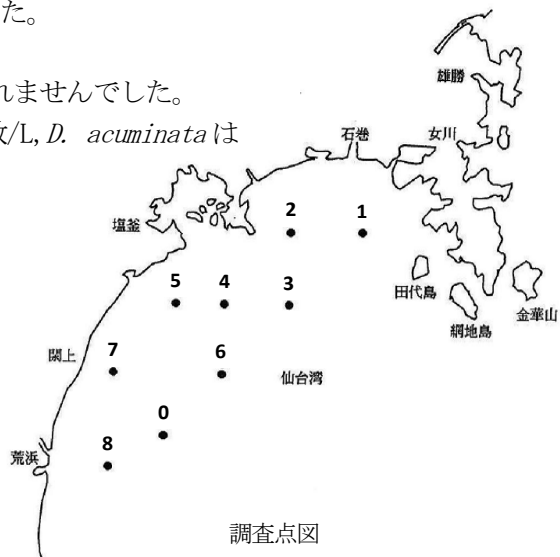 た。
れませんでした。
/L, D. acuminata は
雄勝
石巻
女川
塩釜
2
1
5
4
3
田代島
網地島
金華山
閖上
7
6
仙台湾
0
8
荒浜
調査点図